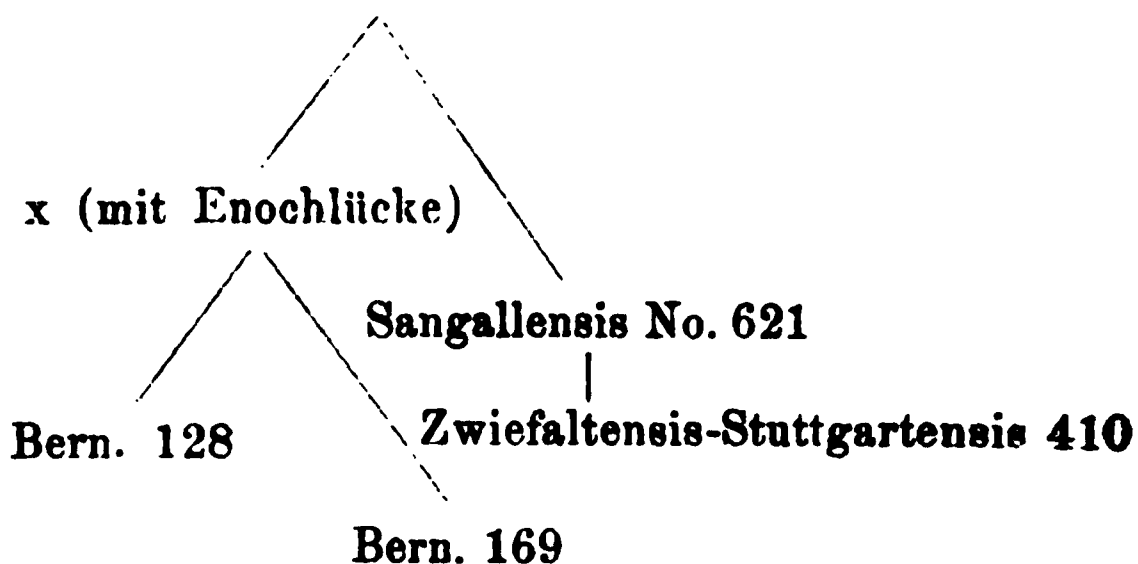 x (mit Enochlücke)
Sangallensis No. 621
Bern. 128
Zwiefaltensis-Stuttgartensis 410
Bern. 169